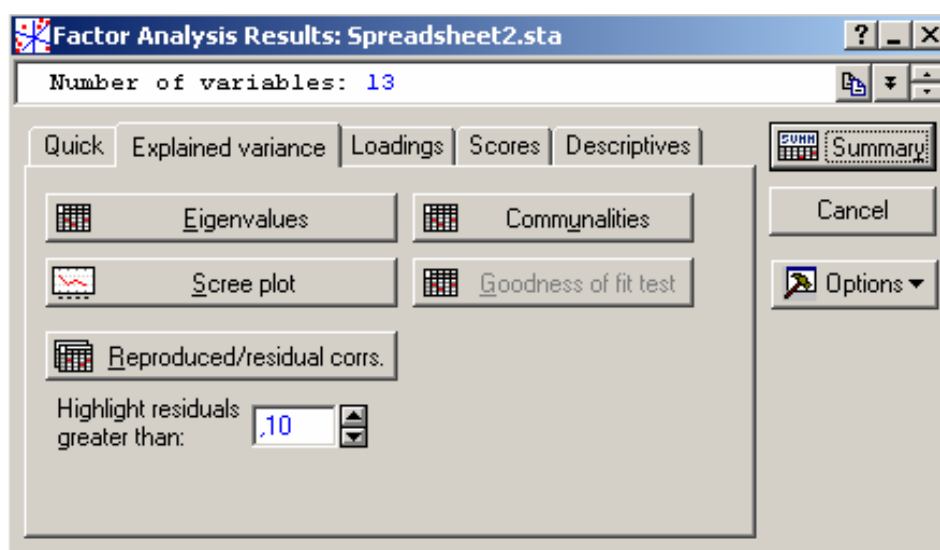 Factor Analysis Results: Spreadsheet2.sta
Number of variables: 13
Quick Explained variance Loadings Scores Descriptives
SUMM Summary
Eigenvalues Communalities
Cancel
Scree plot Goodness of fit test
Options
Reproduced/residual corrs.
Highlight residuals
greater than: ,10